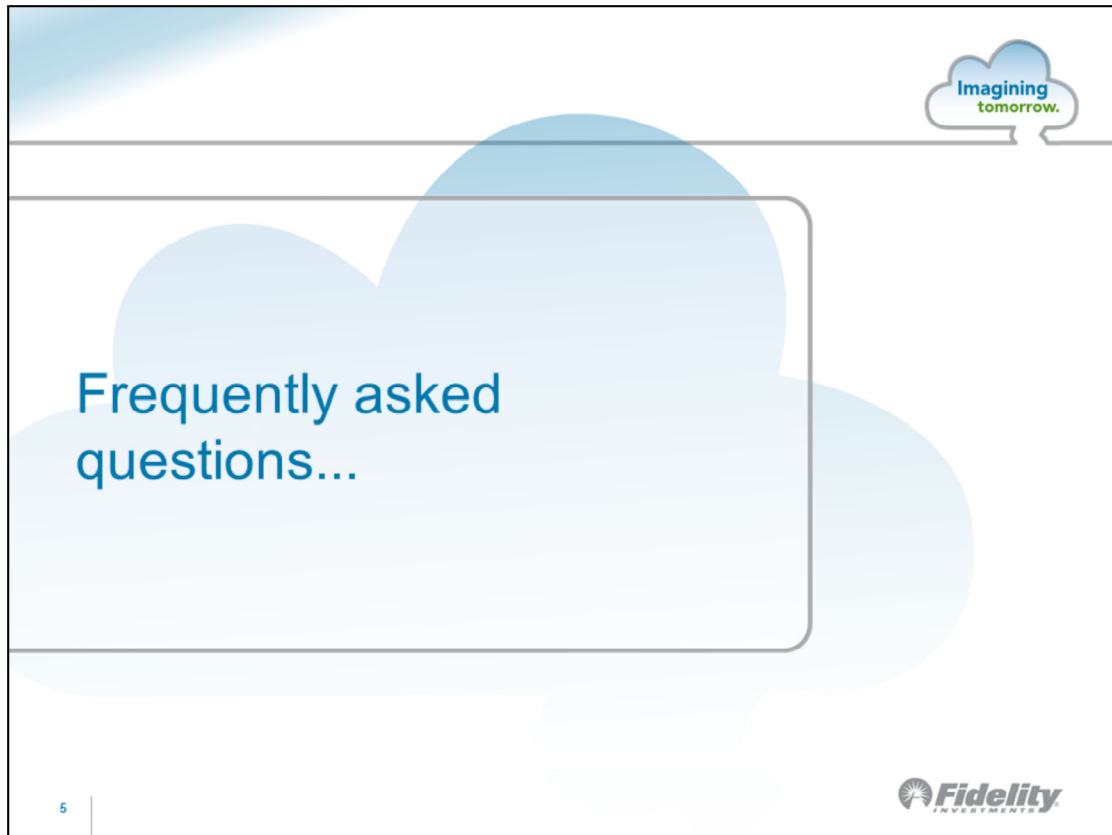 Imagining
tomorrow.
Frequently asked
questions...
5
Fidelity
INVESTMENTS